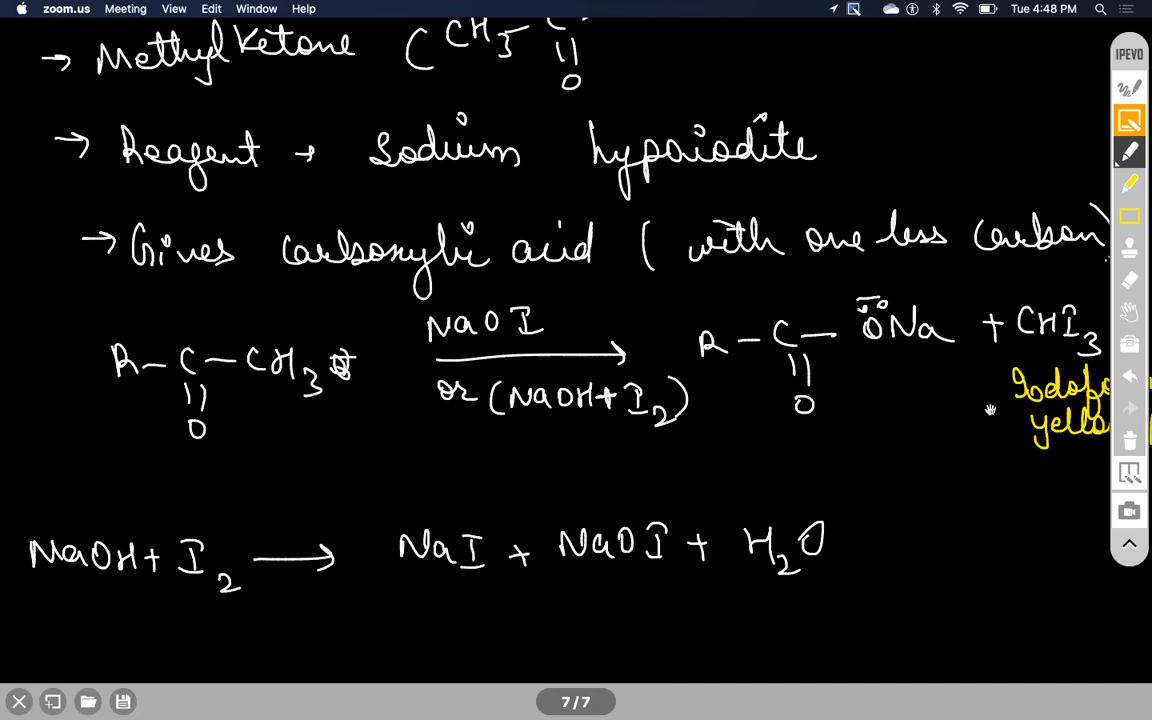 zoom.us Meeting View Edit Window Help Tue 4:48 PM
IPEVO
→ Methyl Ketone (CH3 - C
||
O
→ Reagent → Sodium hypoiodite
→ Gives carboxylic acid (with one less carbon)
R - C - CH3 NaOI → R - C - ONa + CHI3
|| or (NaOH + I2) ||
O O
yello
NaOH + I2 → NaI + NaOI + H2O
7/7